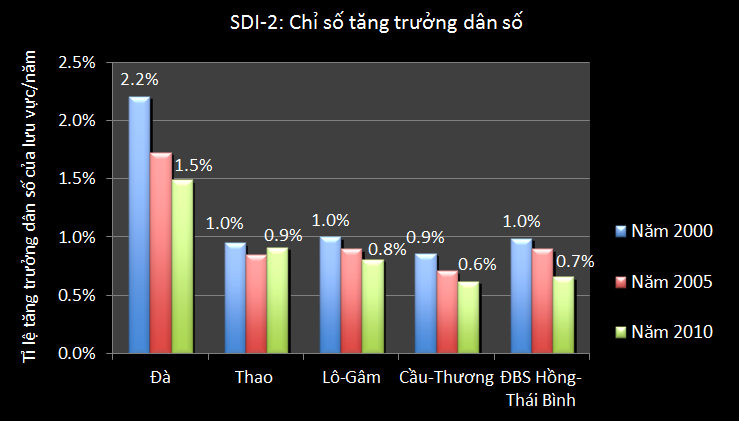 SDI-2: Chỉ số tăng trưởng dân số
Tỉ lệ tăng trưởng dân số của lưu vực/năm
2.5%
2.0%
1.5%
1.0%
0.5%
0.0%
2.2%
1.5%
1.0%
0.9%
1.0%
0.8%
0.9%
0.6%
1.0%
0.7%
Đà
Thao
Lô-Gâm
Cầu-Thương
ĐBS Hồng-
Thái Bình
Năm 2000
Năm 2005
Năm 2010